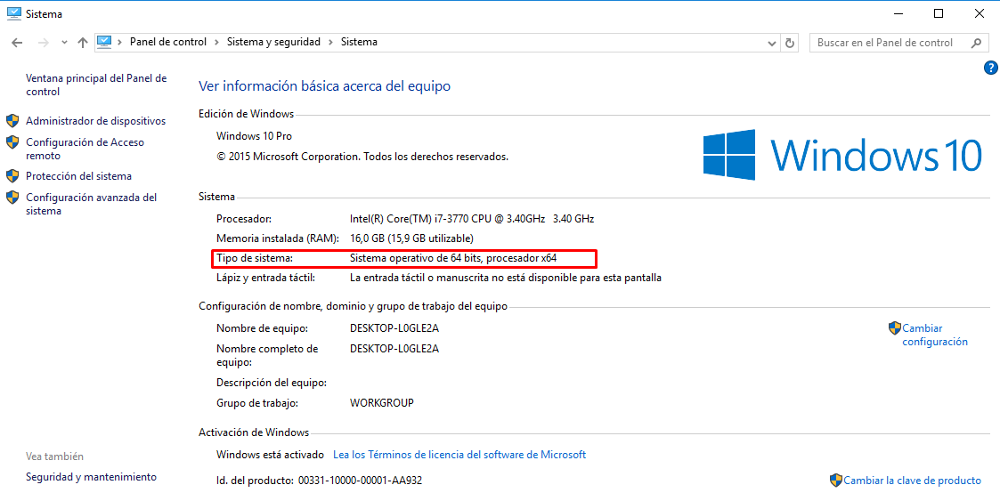 Sistema
Panel de control
Sistema y seguridad
Sistema
Buscar en el Panel de control
?
Ventana principal del Panel de
control
Administrador de dispositivos
Configuración de Acceso
remoto
Protección del sistema
Configuración avanzada del
sistema
Ver información básica acerca del equipo
Edición de Windows
Windows 10 Pro
© 2015 Microsoft Corporation. Todos los derechos reservados.
Windows 10
Sistema
Procesador: Intel(R) Core(TM) i7-3770 CPU @ 3.40GHz 3.40 GHz
Memoria instalada (RAM): 16,0 GB (15,9 GB utilizable)
Tipo de sistema: Sistema operativo de 64 bits, procesador x64
Lápiz y entrada táctil: La entrada táctil o manuscrita no está disponible para esta pantalla
Configuración de nombre, dominio y grupo de trabajo del equipo
Nombre de equipo: DESKTOP-L0GLE2A
Cambiar
configuración
Nombre completo de DESKTOP-L0GLE2A
equipo:
Descripción del equipo:
Grupo de trabajo: WORKGROUP
Activación de Windows
Windows está activado Lea los Términos de licencia del software de Microsoft
Id. del producto: 00331-10000-00001-AA932
Cambiar la clave de producto
Vea también
Seguridad y mantenimiento